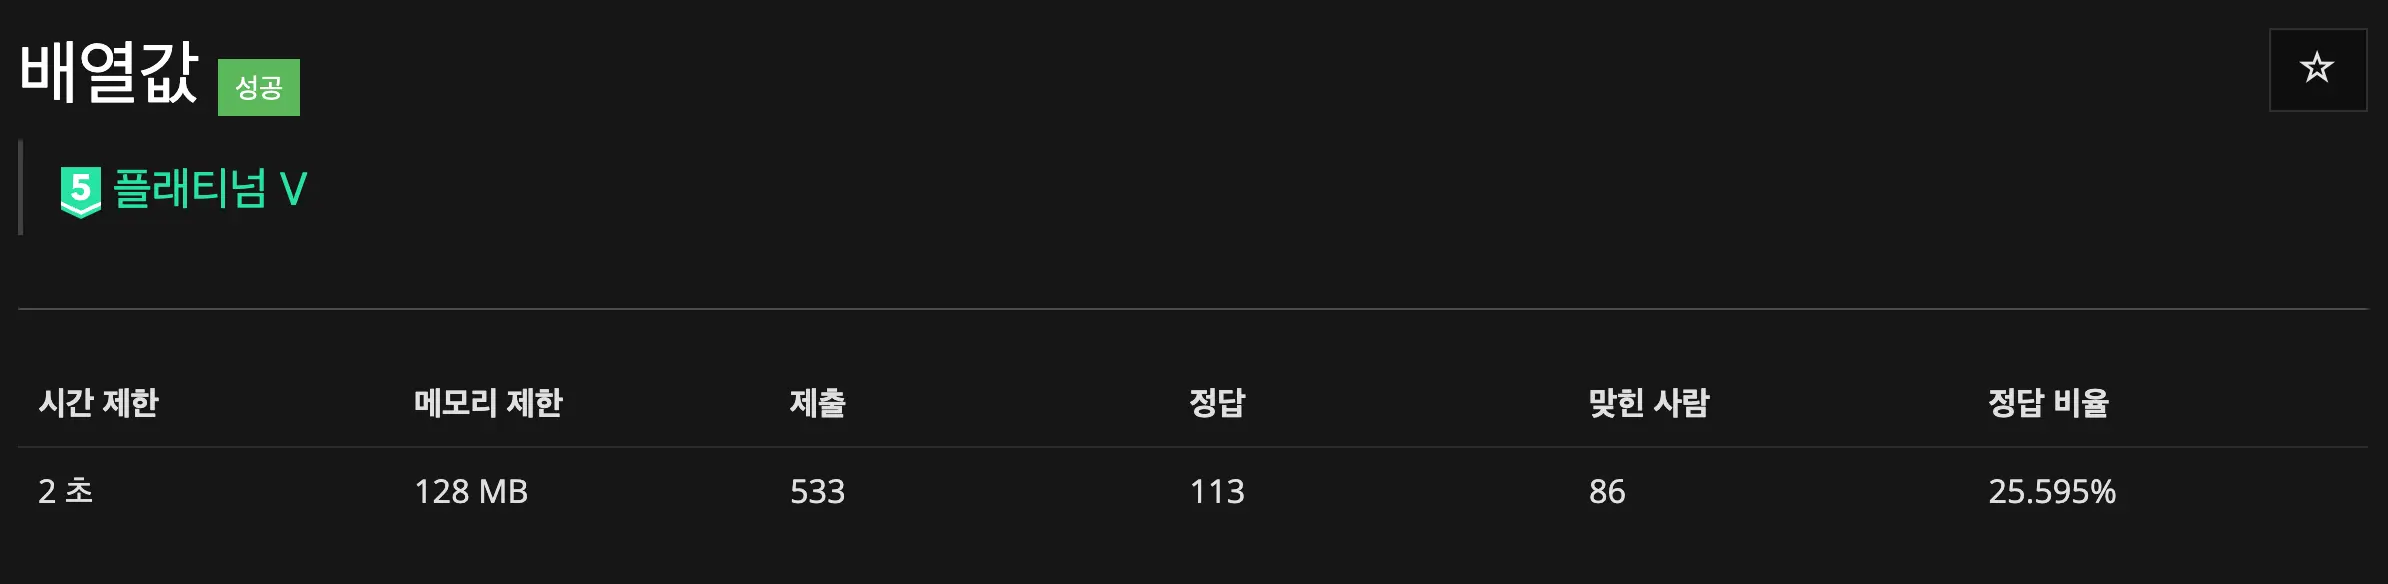 배열값 성공
5 플래티넘 V
시간 제한 메모리 제한 제출 정답 맞힌 사람 정답 비율
2 초 128 MB 533 113 86 25.595%